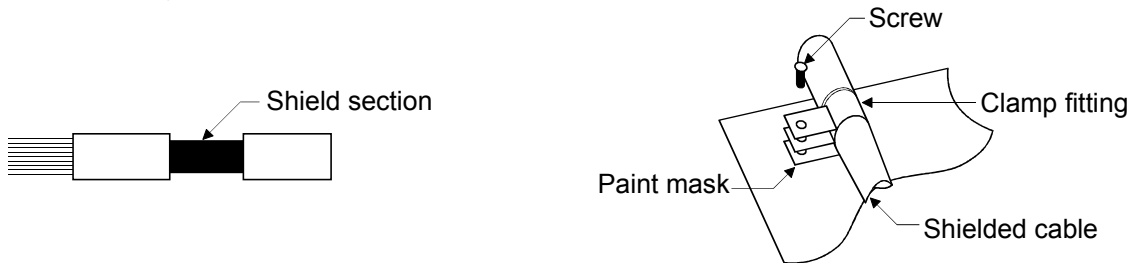 Screw
Shield section
Clamp fitting
Paint mask
Shielded cable